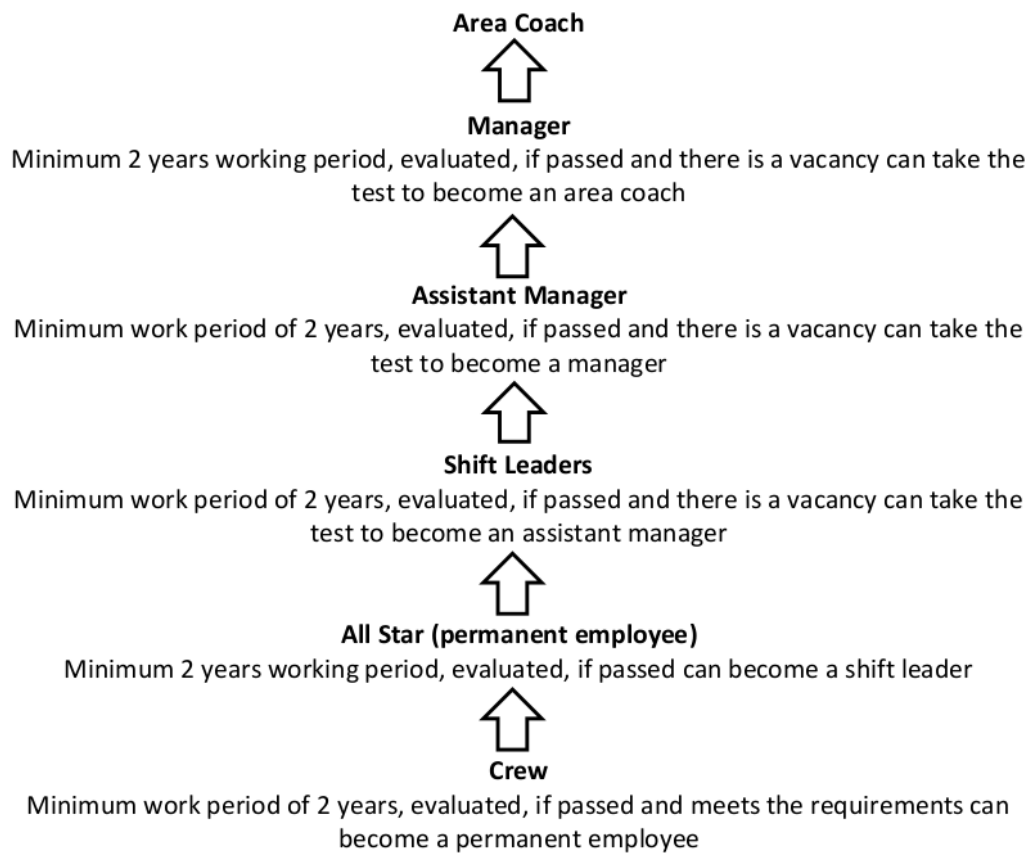 Area Coach
Manager
Minimum 2 years working period, evaluated, if passed and there is a vacancy can take the
test to become an area coach
Assistant Manager
Minimum work period of 2 years, evaluated, if passed and there is a vacancy can take the
test to become a manager
Shift Leaders
Minimum work period of 2 years, evaluated, if passed and there is a vacancy can take the
test to become an assistant manager
All Star (permanent employee)
Minimum 2 years working period, evaluated, if passed can become a shift leader
Crew
Minimum work period of 2 years, evaluated, if passed and meets the requirements can
become a permanent employee